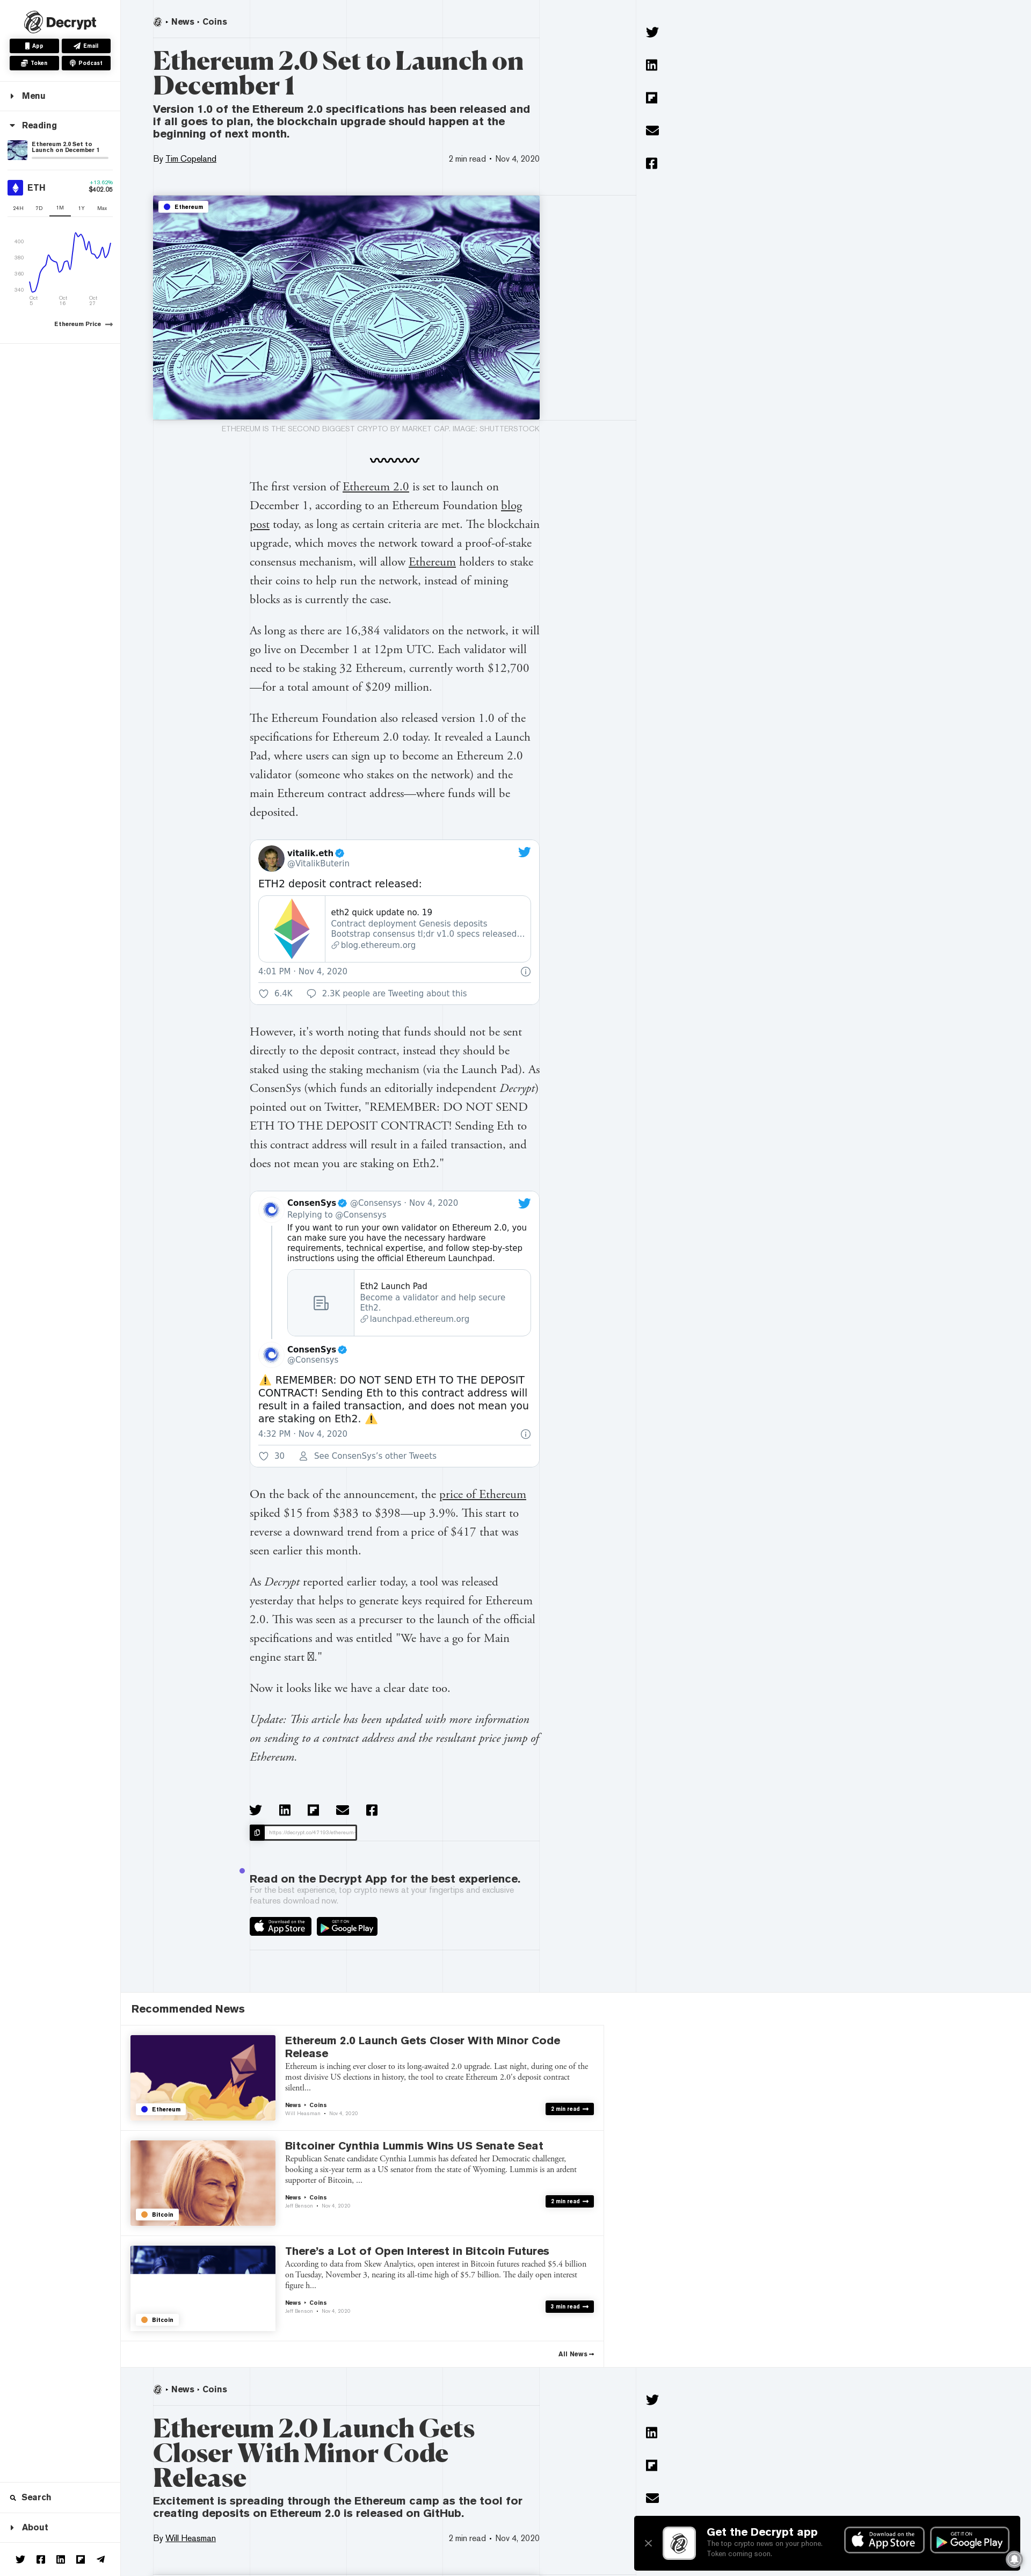 Decrypt
App
Email
Token
Podcast
Menu
Reading
Ethereum 2.0 Set to
Launch on December 1
ETH
+13.82%
$402.05
24H 7D 1M 1Y Max
400
380
360
340
Oct
5
Oct
16
Oct
27
Ethereum Price
News • Coins
Ethereum 2.0 Set to Launch on
December 1
Version 1.0 of the Ethereum 2.0 specifications has been released and
if all goes to plan, the blockchain upgrade should happen at the
beginning of next month.
By Tim Copeland
2 min read • Nov 4, 2020
Ethereum
ETHEREUM IS THE SECOND BIGGEST CRYPTO BY MARKET CAP. IMAGE: SHUTTERSTOCK
The first version of Ethereum 2.0 is set to launch on
December 1, according to an Ethereum Foundation blog
post today, as long as certain criteria are met. The blockchain
upgrade, which moves the network toward a proof-of-stake
consensus mechanism, will allow Ethereum holders to stake
their coins to help run the network, instead of mining
blocks as is currently the case.
As long as there are 16,384 validators on the network, it will
go live on December 1 at 12pm UTC. Each validator will
need to be staking 32 Ethereum, currently worth $12,700
—for a total amount of $209 million.
The Ethereum Foundation also released version 1.0 of the
specifications for Ethereum 2.0 today. It revealed a Launch
Pad, where users can sign up to become an Ethereum 2.0
validator (someone who stakes on the network) and the
main Ethereum contract address—where funds will be
deposited.
vitalik.eth
@VitalikButerin
ETH2 deposit contract released:
eth2 quick update no. 19
Contract deployment Genesis deposits
Bootstrap consensus tl;dr v1.0 specs released…
blog.ethereum.org
4:01 PM · Nov 4, 2020
6.4K
2.3K people are Tweeting about this
However, it's worth noting that funds should not be sent
directly to the deposit contract, instead they should be
staked using the staking mechanism (via the Launch Pad). As
ConsenSys (which funds an editorially independent Decrypt)
pointed out on Twitter, "REMEMBER: DO NOT SEND
ETH TO THE DEPOSIT CONTRACT! Sending Eth to
this contract address will result in a failed transaction, and
does not mean you are staking on Eth2."
ConsenSys @Consensys · Nov 4, 2020
Replying to @Consensys
If you want to run your own validator on Ethereum 2.0, you
can make sure you have the necessary hardware
requirements, technical expertise, and follow step-by-step
instructions using the official Ethereum Launchpad.
Eth2 Launch Pad
Become a validator and help secure
Eth2.
launchpad.ethereum.org
ConsenSys
@Consensys
⚠️ REMEMBER: DO NOT SEND ETH TO THE DEPOSIT
CONTRACT! Sending Eth to this contract address will
result in a failed transaction, and does not mean you
are staking on Eth2. ⚠️
4:32 PM · Nov 4, 2020
30
See ConsenSys's other Tweets
On the back of the announcement, the price of Ethereum
spiked $15 from $383 to $398—up 3.9%. This start to
reverse a downward trend from a price of $417 that was
seen earlier this month.
As Decrypt reported earlier today, a tool was released
yesterday that helps to generate keys required for Ethereum
2.0. This was seen as a precurser to the launch of the official
specifications and was entitled "We have a go for Main
engine start ."
Now it looks like we have a clear date too.
Update: This article has been updated with more information
on sending to a contract address and the resultant price jump of
Ethereum.
Read on the Decrypt App for the best experience.
For the best experience, top crypto news at your fingertips and exclusive
features download now.
Download on the
App Store
GET IT ON
Google Play
Recommended News
Ethereum
Ethereum 2.0 Launch Gets Closer With Minor Code
Release
Ethereum is inching ever closer to its long-awaited 2.0 upgrade. Last night, during one of the
most divisive US elections in history, the tool to create Ethereum 2.0's deposit contract
silentl...
News • Coins
Will Heasman • Nov 4, 2020
2 min read
Bitcoin
Bitcoiner Cynthia Lummis Wins US Senate Seat
Republican Senate candidate Cynthia Lummis has defeated her Democratic challenger,
booking a six-year term as a US senator from the state of Wyoming. Lummis is an ardent
supporter of Bitcoin, ...
News • Coins
Jeff Benson • Nov 4, 2020
2 min read
Bitcoin
There's a Lot of Open Interest in Bitcoin Futures
According to data from Skew Analytics, open interest in Bitcoin futures reached $5.4 billion
on Tuesday, November 3, nearing its all-time high of $5.7 billion. The daily open interest
figure h...
News • Coins
Jeff Benson • Nov 4, 2020
3 min read
All News
News • Coins
Ethereum 2.0 Launch Gets
Closer With Minor Code
Release
Excitement is spreading through the Ethereum camp as the tool for
creating deposits on Ethereum 2.0 is released on GitHub.
By Will Heasman
2 min read • Nov 4, 2020
Search
About
Get the Decrypt app
The top crypto news on your phone.
Token coming soon.
Download on the
App Store
GET IT ON
Google Play